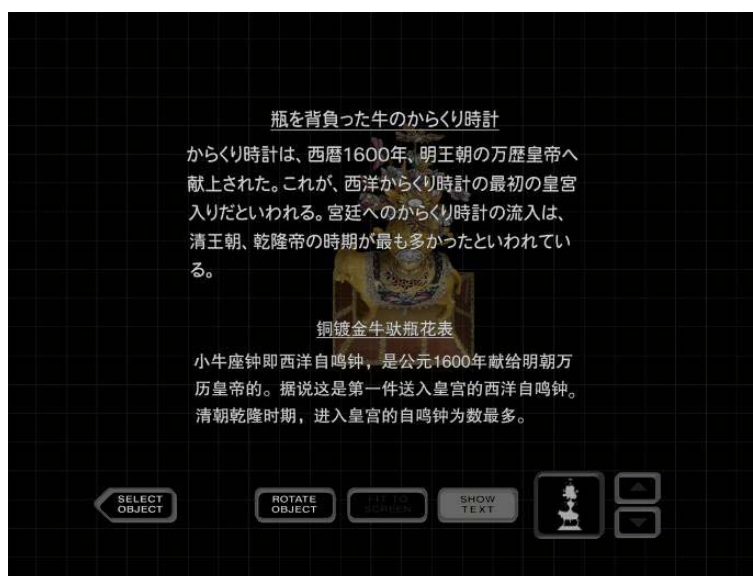 瓶を背負った牛のからくり時計
からくり時計は、西暦1600年、明王朝の万歴皇帝へ
献上された。これが、西洋からくり時計の最初の皇宮
入りだといわれる。宮廷へのからくり時計の流入は、
清王朝、乾隆帝の時期が最も多かったといわれてい
る。
铜镀金牛驮瓶花表
小牛座钟即西洋自鸣钟，是公元1600年献给明朝万
历皇帝的。据说这是第一件送入皇宫的西洋自鸣钟。
清朝乾隆时期，进入皇宫的自鸣钟为数最多。
SELECT
OBJECT
ROTATE
OBJECT
FIT TO
SCREEN
SHOW
TEXT